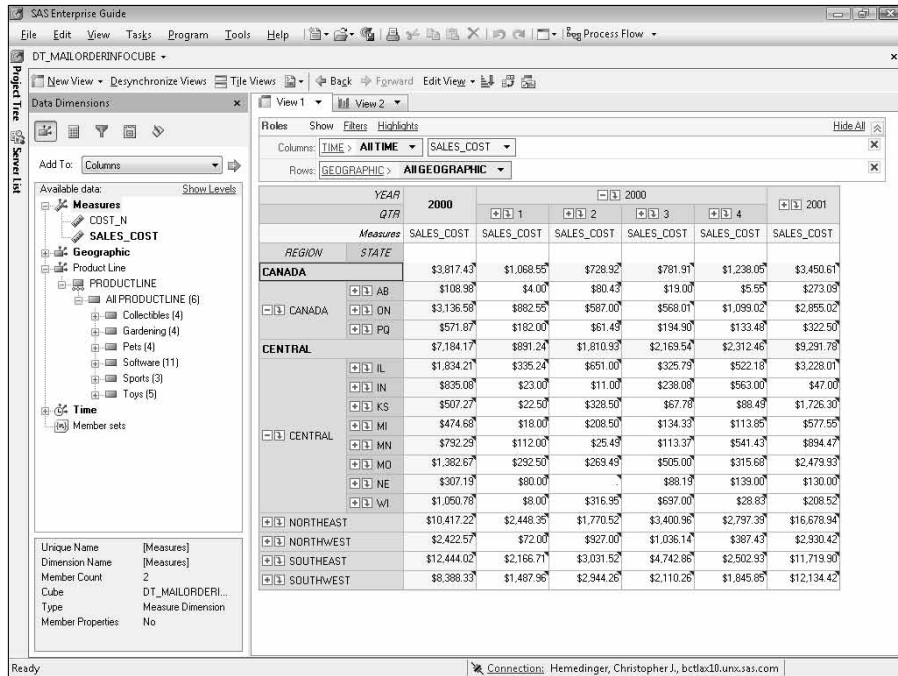 SAS Enterprise Guide
File Edit View Tasks Program Tools Help Process Flow
DT_MAILORDERINFOCUBE
Project Tree
Server List
New View Desynchronize Views Tile Views Back Forward Edit View
Data Dimensions
View 1 View 2
Roles Show Filters Highlights Hide All
Columns: TIME > All TIME SALES_COST
Rows: GEOGRAPHIC > All GEOGRAPHIC
Add To: Columns
Available data: Show Levels
Measures
COST_N
SALES_COST
Geographic
Product Line
PRODUCTLINE
All PRODUCTLINE (6)
Collectibles (4)
Gardening (4)
Pets (4)
Software (11)
Sports (3)
Toys (5)
Time
Member sets
Unique Name [Measures]
Dimension Name [Measures]
Member Count 2
Cube DT_MAILORDERI...
Type Measure Dimension
Member Properties No
YEAR 2000 2000 2001
QTR 1 2 3 4
Measures SALES_COST SALES_COST SALES_COST SALES_COST SALES_COST SALES_COST
REGION STATE
CANADA $3,817.43 $1,068.55 $728.92 $781.91 $1,238.05 $3,450.61
AB $108.98 $4.00 $80.43 $19.00 $5.55 $273.09
CANADA ON $3,136.58 $882.55 $587.00 $568.01 $1,099.02 $2,855.02
PQ $571.87 $182.00 $61.49 $194.90 $133.48 $322.50
CENTRAL $7,184.17 $891.24 $1,810.93 $2,169.54 $2,312.46 $9,291.78
IL $1,834.21 $335.24 $651.00 $325.79 $522.18 $3,228.01
IN $835.08 $23.00 $11.00 $238.08 $563.00 $47.00
KS $507.27 $22.50 $328.50 $67.78 $88.49 $1,726.30
MI $474.68 $18.00 $208.50 $134.33 $113.85 $577.55
CENTRAL MN $792.29 $112.00 $25.49 $113.37 $541.43 $894.47
MO $1,382.67 $292.50 $269.49 $505.00 $315.68 $2,479.93
NE $307.19 $80.00 . $88.19 $139.00 $130.00
WI $1,050.78 $8.00 $316.95 $697.00 $28.83 $208.52
NORTHEAST $10,417.22 $2,448.35 $1,770.52 $3,400.96 $2,797.39 $16,678.94
NORTHWEST $2,422.57 $72.00 $927.00 $1,036.14 $387.43 $2,930.42
SOUTHEAST $12,444.02 $2,166.71 $3,031.52 $4,742.86 $2,502.93 $11,719.90
SOUTHWEST $8,388.33 $1,487.96 $2,944.26 $2,110.26 $1,845.85 $12,134.42
Ready Connection: Hemedinger, Christopher J., bctlax10.unx.sas.com